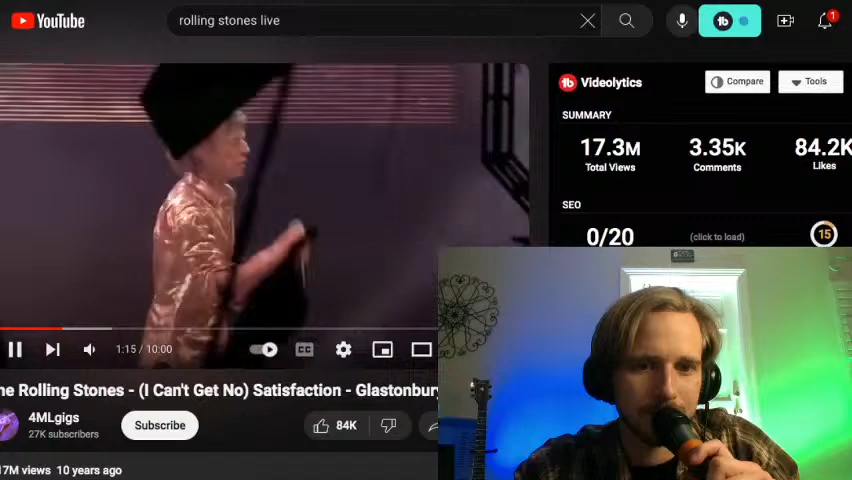 YouTube
rolling stones live
1
Videolytics
Compare
Tools
SUMMARY
17.3M
3.35K
84.2K
Total Views
Comments
Likes
SEO
0/20
(click to load)
15
1:15 / 10:00
CC
he Rolling Stones - (I Can't Get No) Satisfaction - Glastonbury
4MLgigs
27K subscribers
Subscribe
84K
17M views 10 years ago